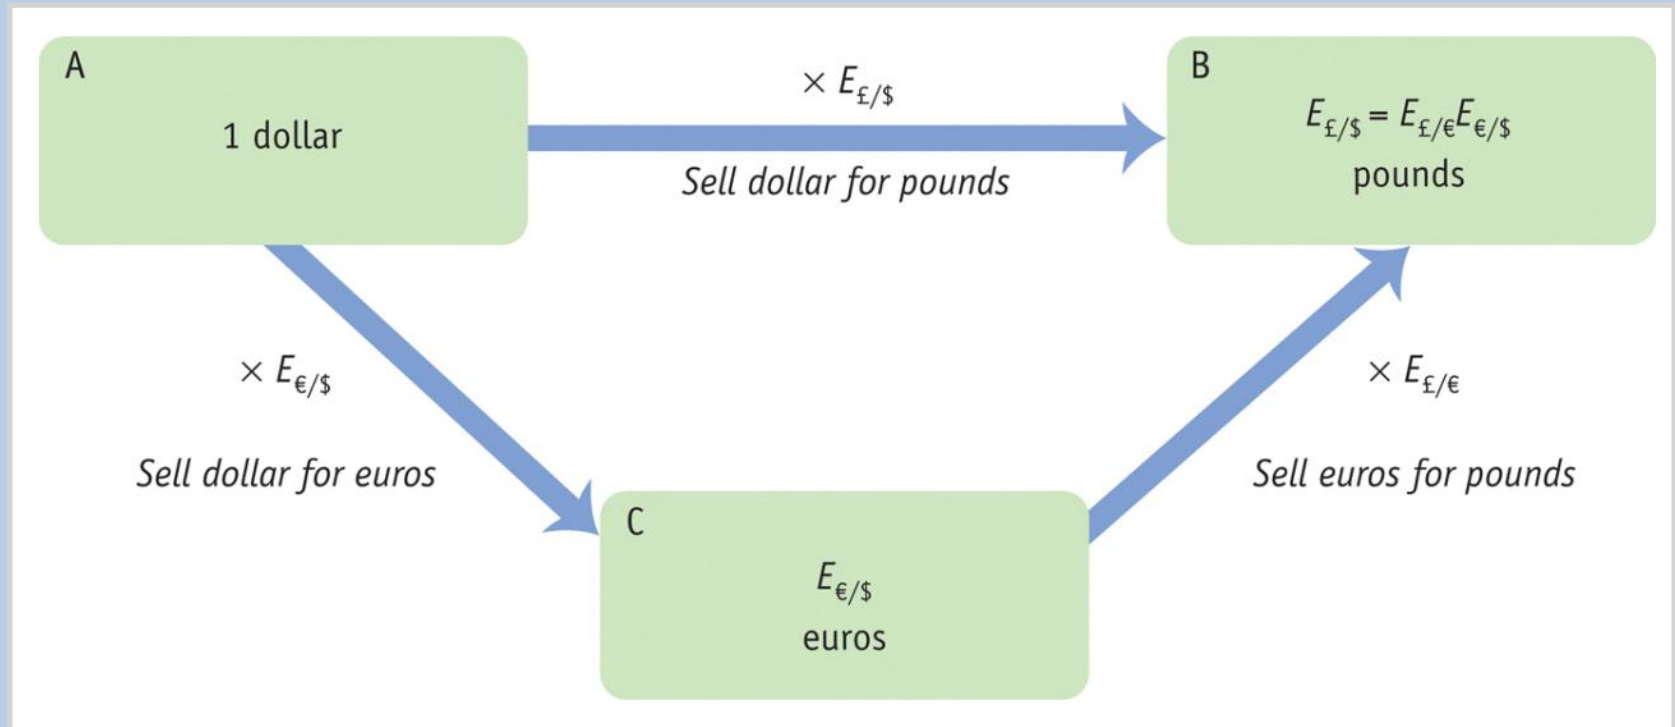 A
1 dollar
× E£/$
Sell dollar for pounds
B
E£/$ = E£/€E€/$
pounds
× E€/$
Sell dollar for euros
× E£/€
Sell euros for pounds
C
E€/$
euros